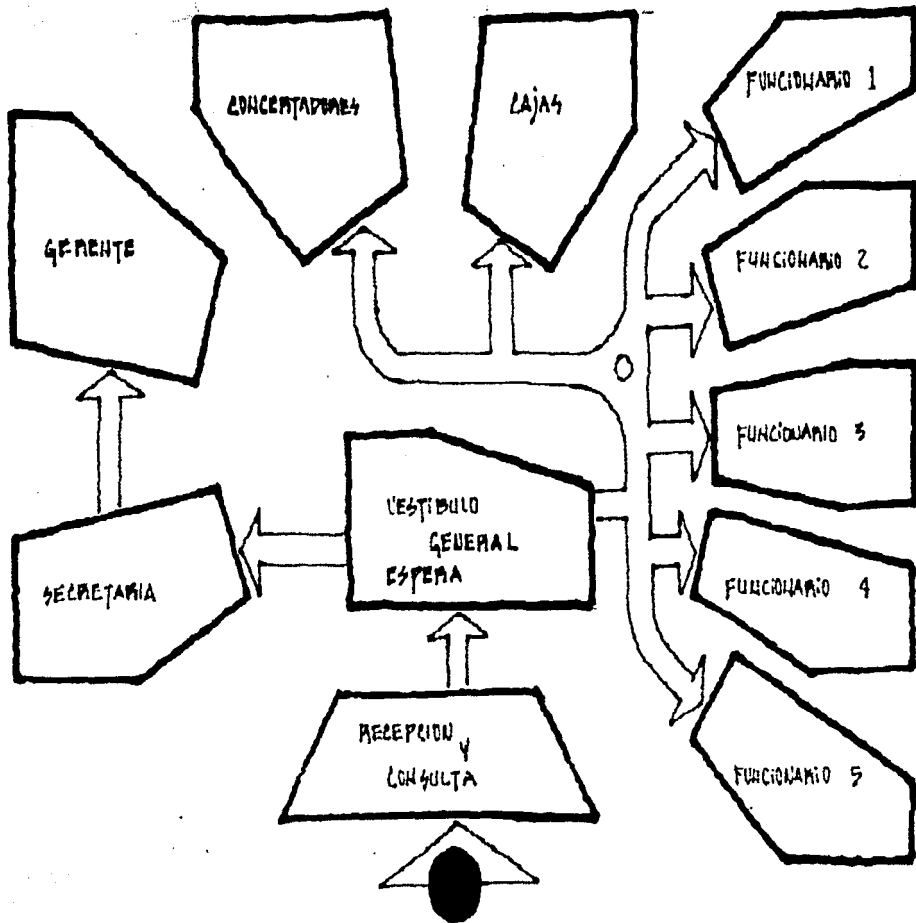 CONCERTADORES
CAJAS
FUNCIONARIO 1
GERENTE
FUNCIONARIO 2
FUNCIONARIO 3
VESTIBULO
GENERAL
ESPERA
SECRETARIA
FUNCIONARIO 4
RECEPCION
Y
CONSULTA
FUNCIONARIO 5